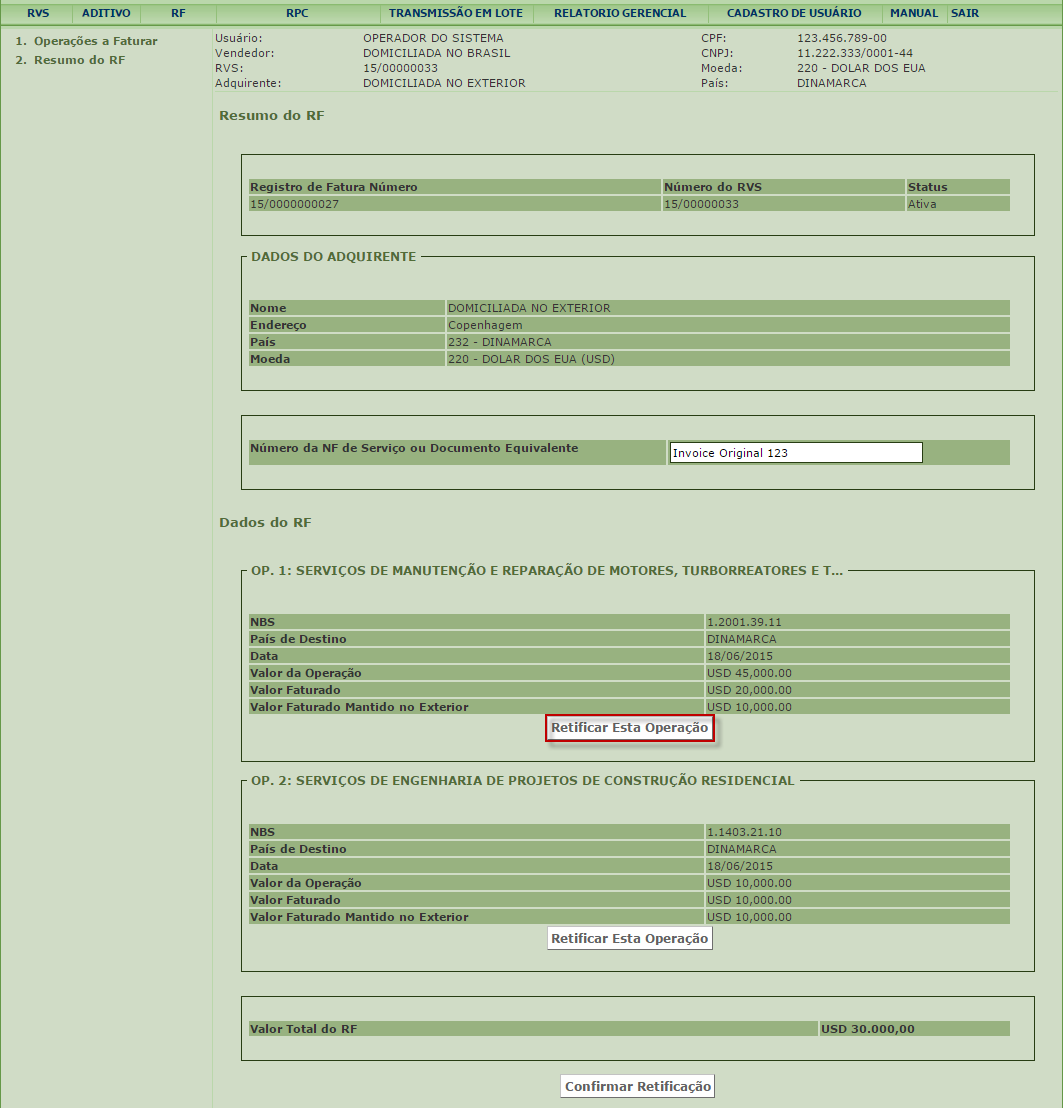 RVS ADITIVO RF RPC TRANSMISSÃO EM LOTE RELATORIO GERENCIAL CADASTRO DE USUÁRIO MANUAL SAIR
1. Operações a Faturar
2. Resumo do RF
Usuário: OPERADOR DO SISTEMA CPF: 123.456.789-00
Vendedor: DOMICILIADA NO BRASIL CNPJ: 11.222.333/0001-44
RVS: 15/00000033 Moeda: 220 - DOLAR DOS EUA
Adquirente: DOMICILIADA NO EXTERIOR País: DINAMARCA
Resumo do RF
Registro de Fatura Número Número do RVS Status
15/0000000027 15/00000033 Ativa
DADOS DO ADQUIRENTE
Nome DOMICILIADA NO EXTERIOR
Endereço Copenhagem
País 232 - DINAMARCA
Moeda 220 - DOLAR DOS EUA (USD)
Número da NF de Serviço ou Documento Equivalente Invoice Original 123
Dados do RF
OP. 1: SERVIÇOS DE MANUTENÇÃO E REPARAÇÃO DE MOTORES, TURBORREATORES E T...
NBS 1.2001.39.11
País de Destino DINAMARCA
Data 18/06/2015
Valor da Operação USD 45,000.00
Valor Faturado USD 20,000.00
Valor Faturado Mantido no Exterior USD 10,000.00
Retificar Esta Operação
OP. 2: SERVIÇOS DE ENGENHARIA DE PROJETOS DE CONSTRUÇÃO RESIDENCIAL
NBS 1.1403.21.10
País de Destino DINAMARCA
Data 18/06/2015
Valor da Operação USD 10,000.00
Valor Faturado USD 10,000.00
Valor Faturado Mantido no Exterior USD 10,000.00
Retificar Esta Operação
Valor Total do RF USD 30.000,00
Confirmar Retificação